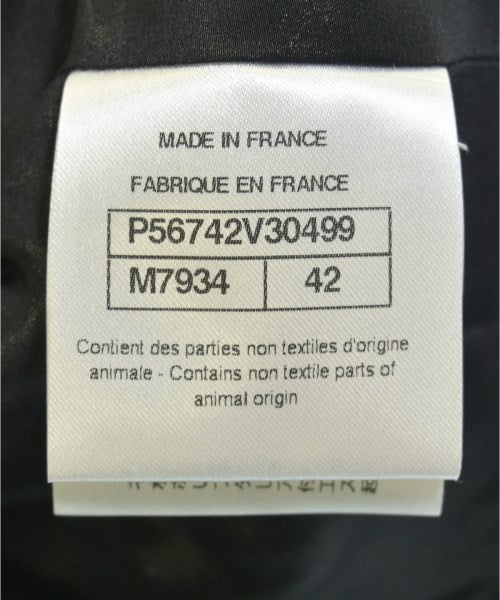 MADE IN FRANCE
FABRIQUE EN FRANCE
P56742V30499
M7934 42
Contient des parties non textiles d'origine
animale - Contains non textile parts of
animal origin